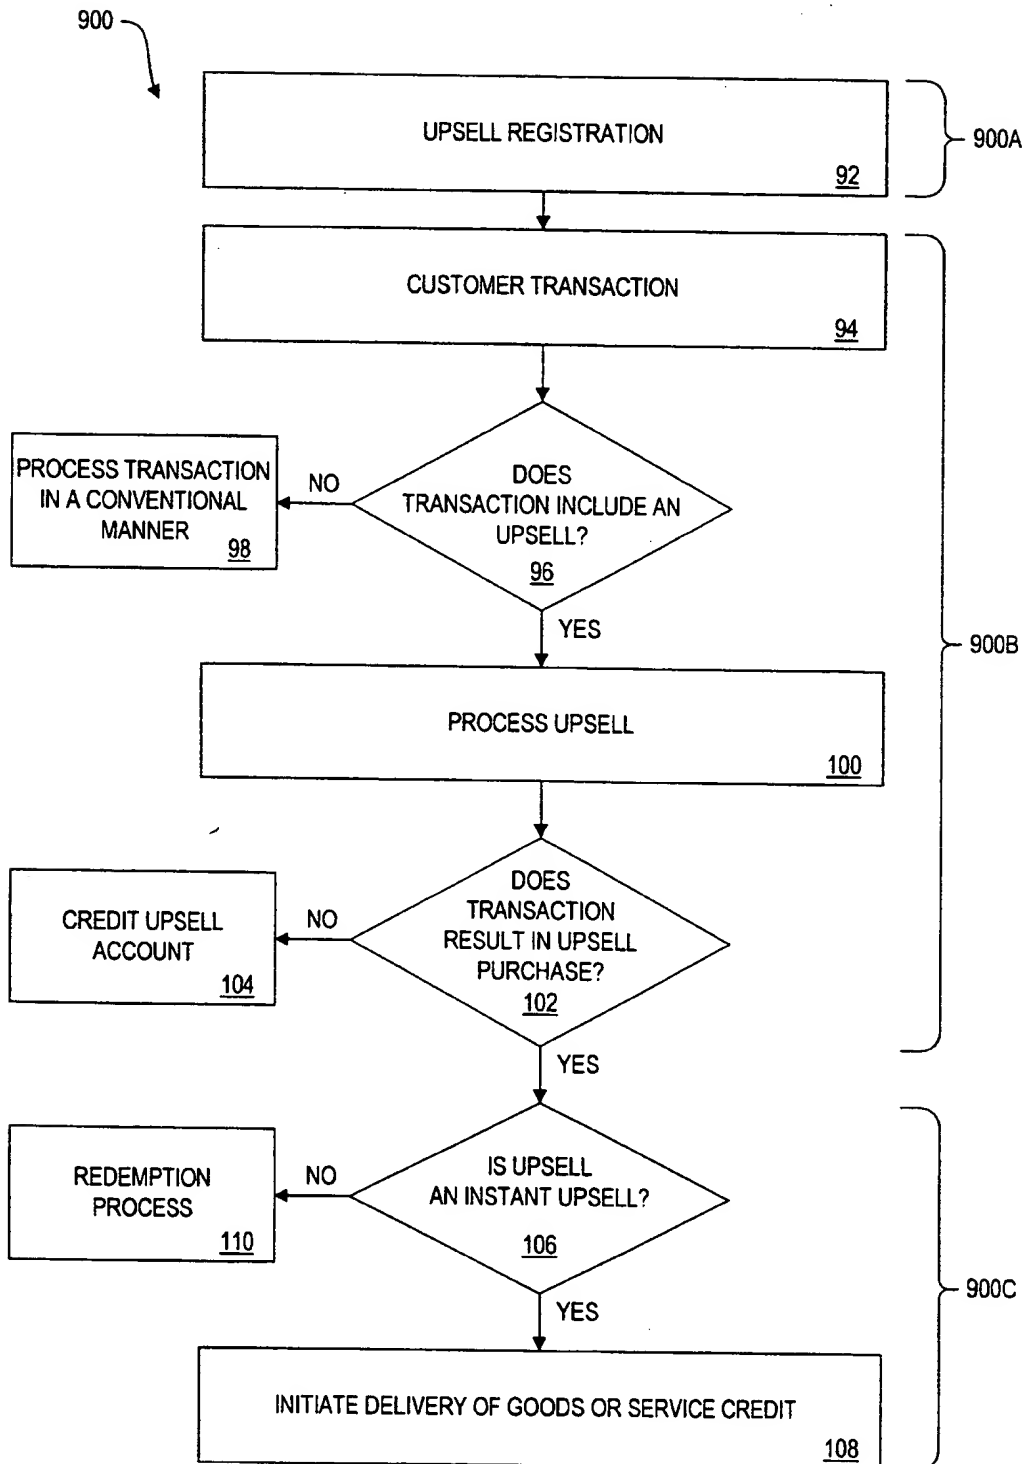 900
UPSELL REGISTRATION
92
900A
CUSTOMER TRANSACTION
94
DOES
TRANSACTION INCLUDE AN
UPSELL?
96
NO
PROCESS TRANSACTION
IN A CONVENTIONAL
MANNER
98
YES
900B
PROCESS UPSELL
100
DOES
TRANSACTION
RESULT IN UPSELL
PURCHASE?
102
NO
CREDIT UPSELL
ACCOUNT
104
YES
IS UPSELL
AN INSTANT UPSELL?
106
NO
REDEMPTION
PROCESS
110
YES
900C
INITIATE DELIVERY OF GOODS OR SERVICE CREDIT
108